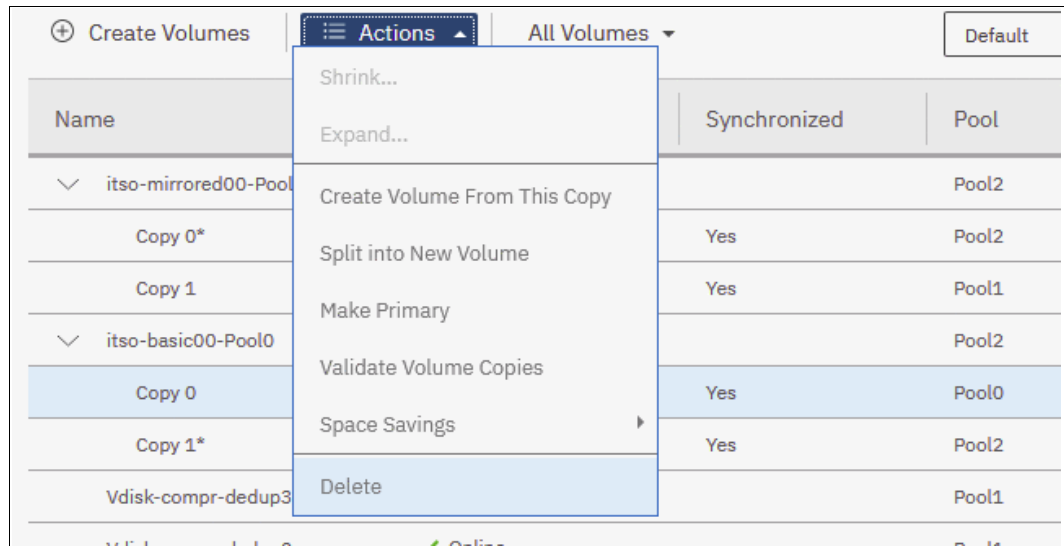 Create Volumes Actions All Volumes Default
Name Synchronized Pool
Shrink...
Expand...
Create Volume From This Copy
Split into New Volume
Make Primary
Validate Volume Copies
Space Savings
Delete
itso-mirrored00-Pool Pool2
Copy 0* Yes Pool2
Copy 1 Yes Pool1
itso-basic00-Pool0 Pool2
Copy 0 Yes Pool0
Copy 1* Yes Pool2
Vdisk-compr-dedup3 Pool1
Online